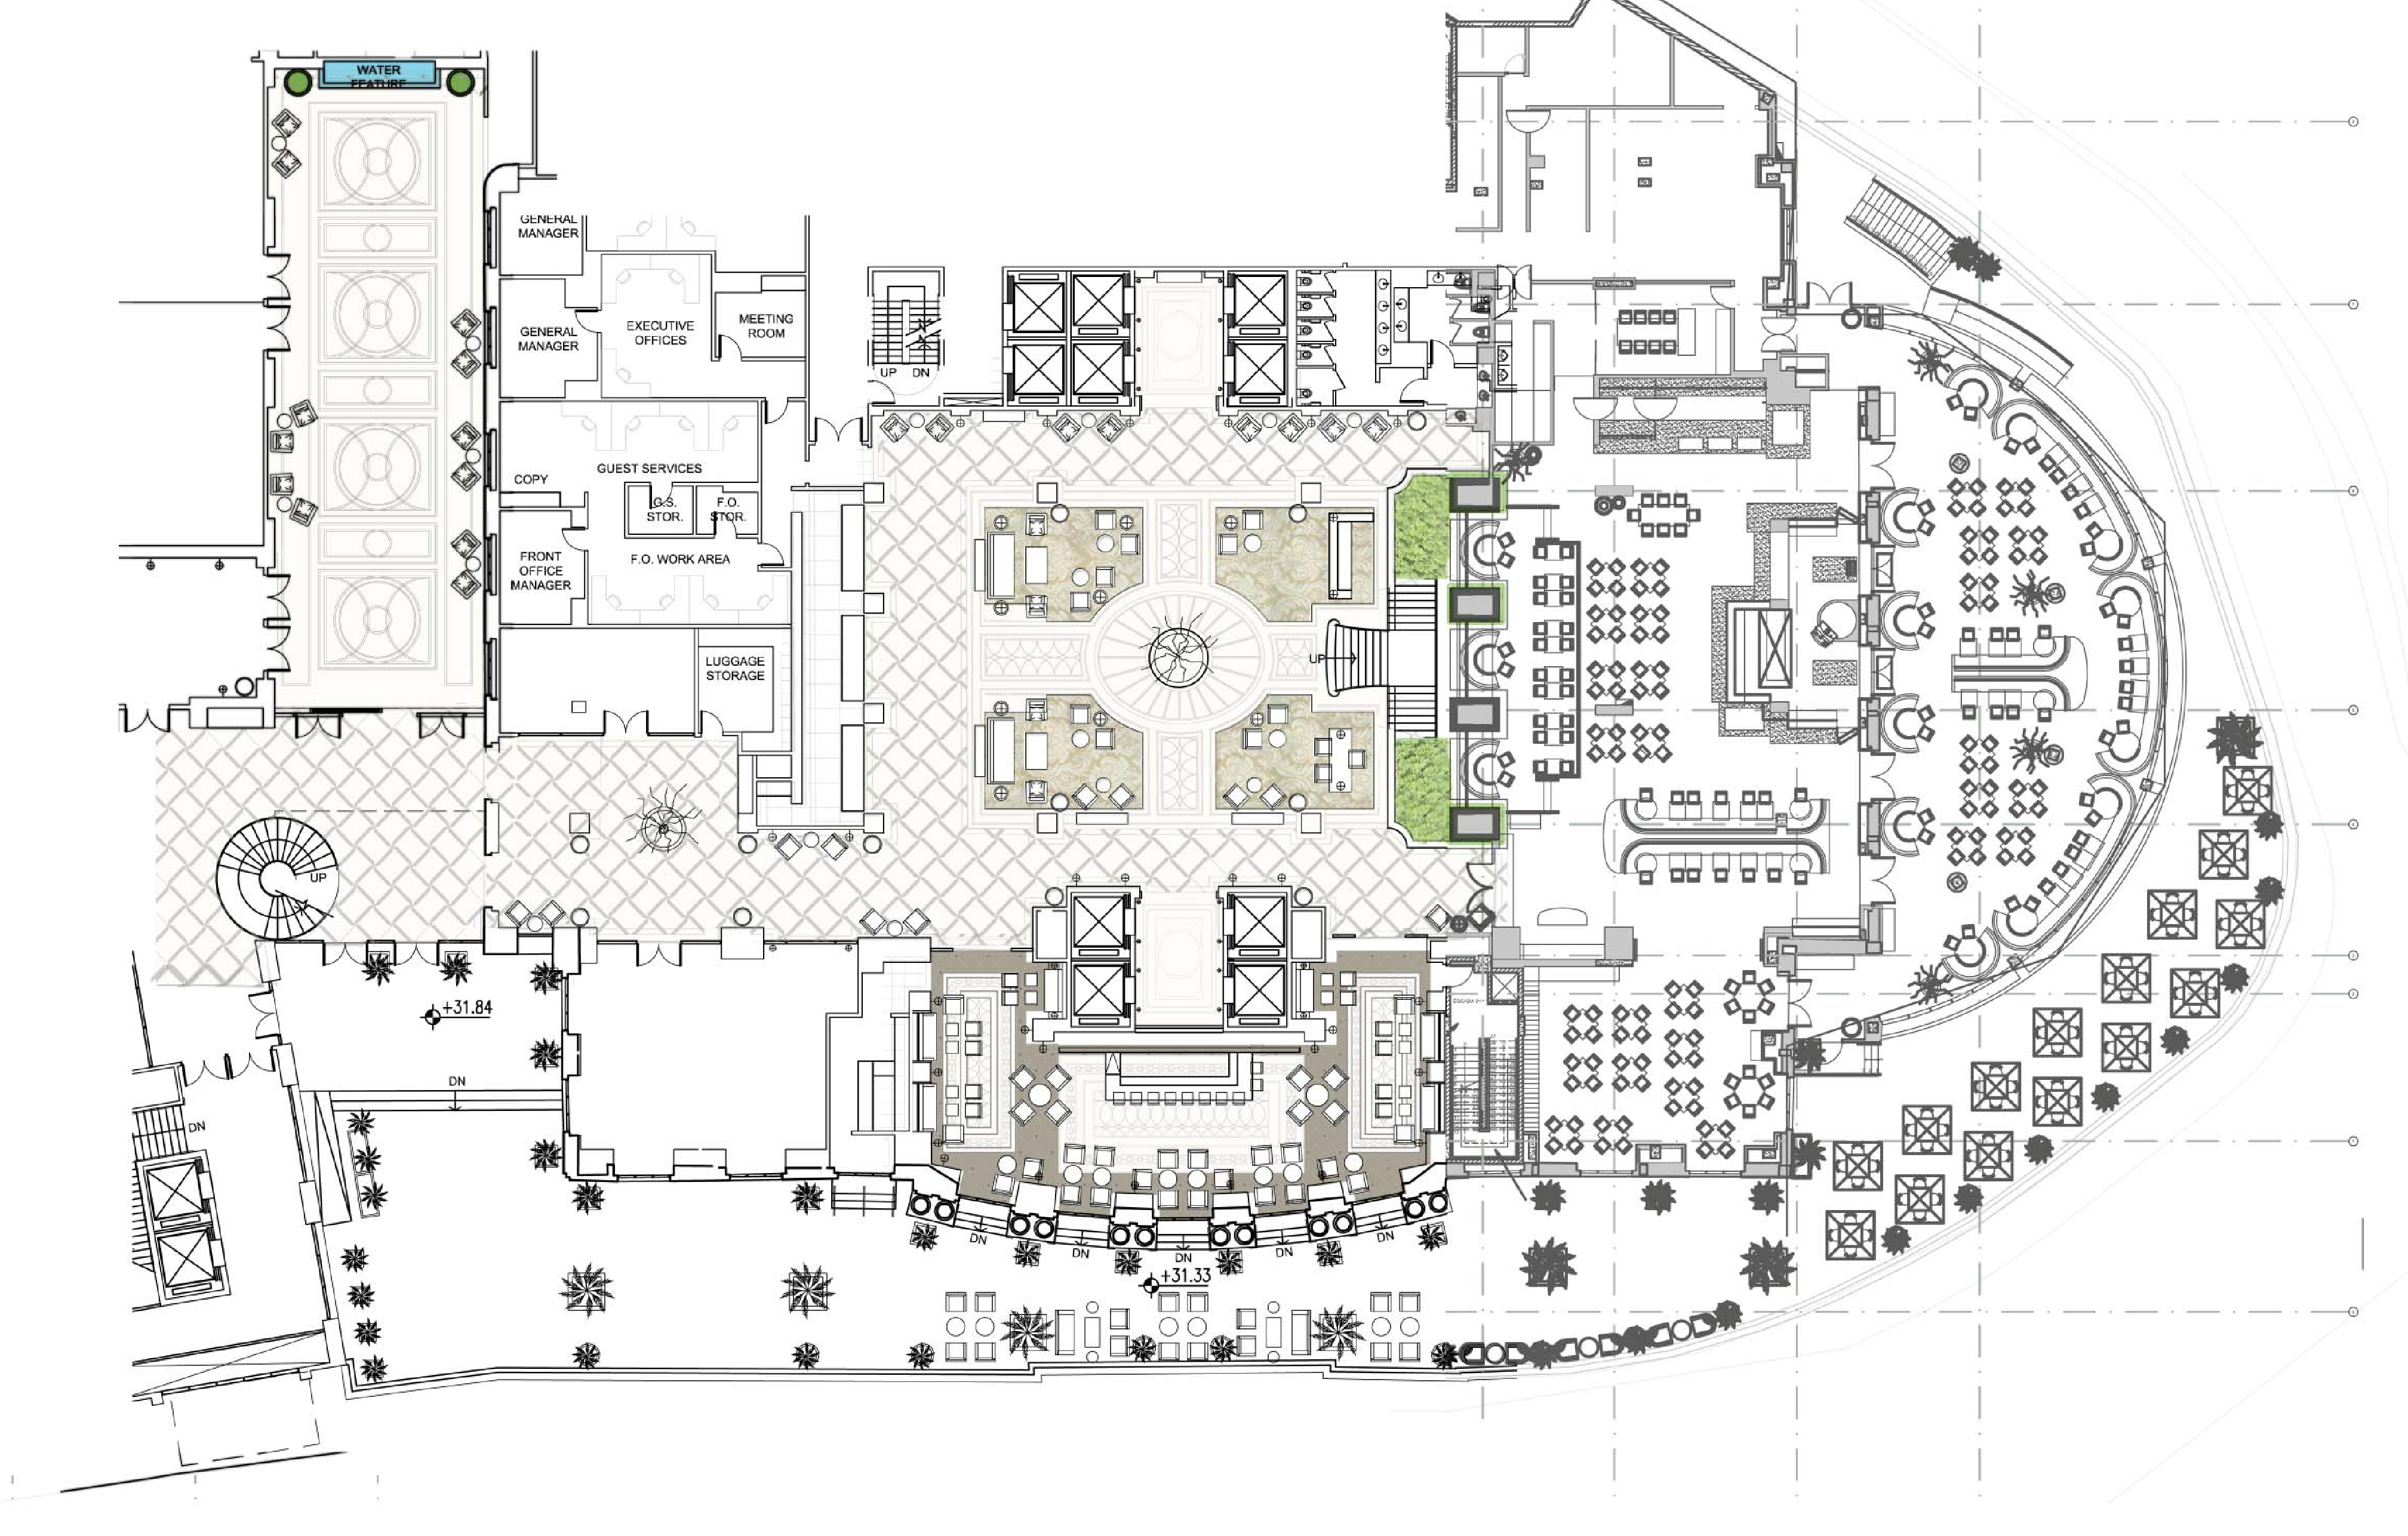 WATER
FEATURE
GENERAL
MANAGER
GENERAL
MANAGER
EXECUTIVE
OFFICES
MEETING
ROOM
UP DN
COPY
GUEST SERVICES
G.S.
STOR.
F.O.
STOR.
FRONT
OFFICE
MANAGER
F.O. WORK AREA
LUGGAGE
STORAGE
UP
UP
+31.84
DN
DN
DN
DN
DN
DN
DN
+31.33